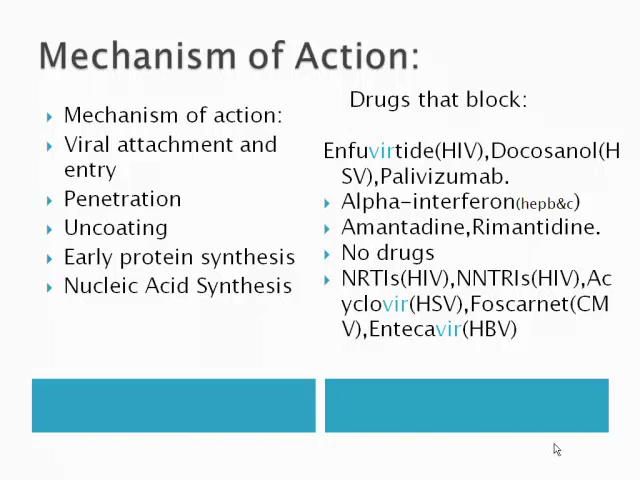 Mechanism of Action:
Mechanism of action:
Viral attachment and
entry
Penetration
Uncoating
Early protein synthesis
Nucleic Acid Synthesis
Drugs that block:
Enfuvirtide(HIV),Docosanol(H
SV),Palivizumab.
Alpha-interferon(hepb&c)
Amantadine,Rimantidine.
No drugs
NRTIs(HIV),NNTRIs(HIV),Ac
yclovir(HSV),Foscarnet(CM
V),Entecavir(HBV)